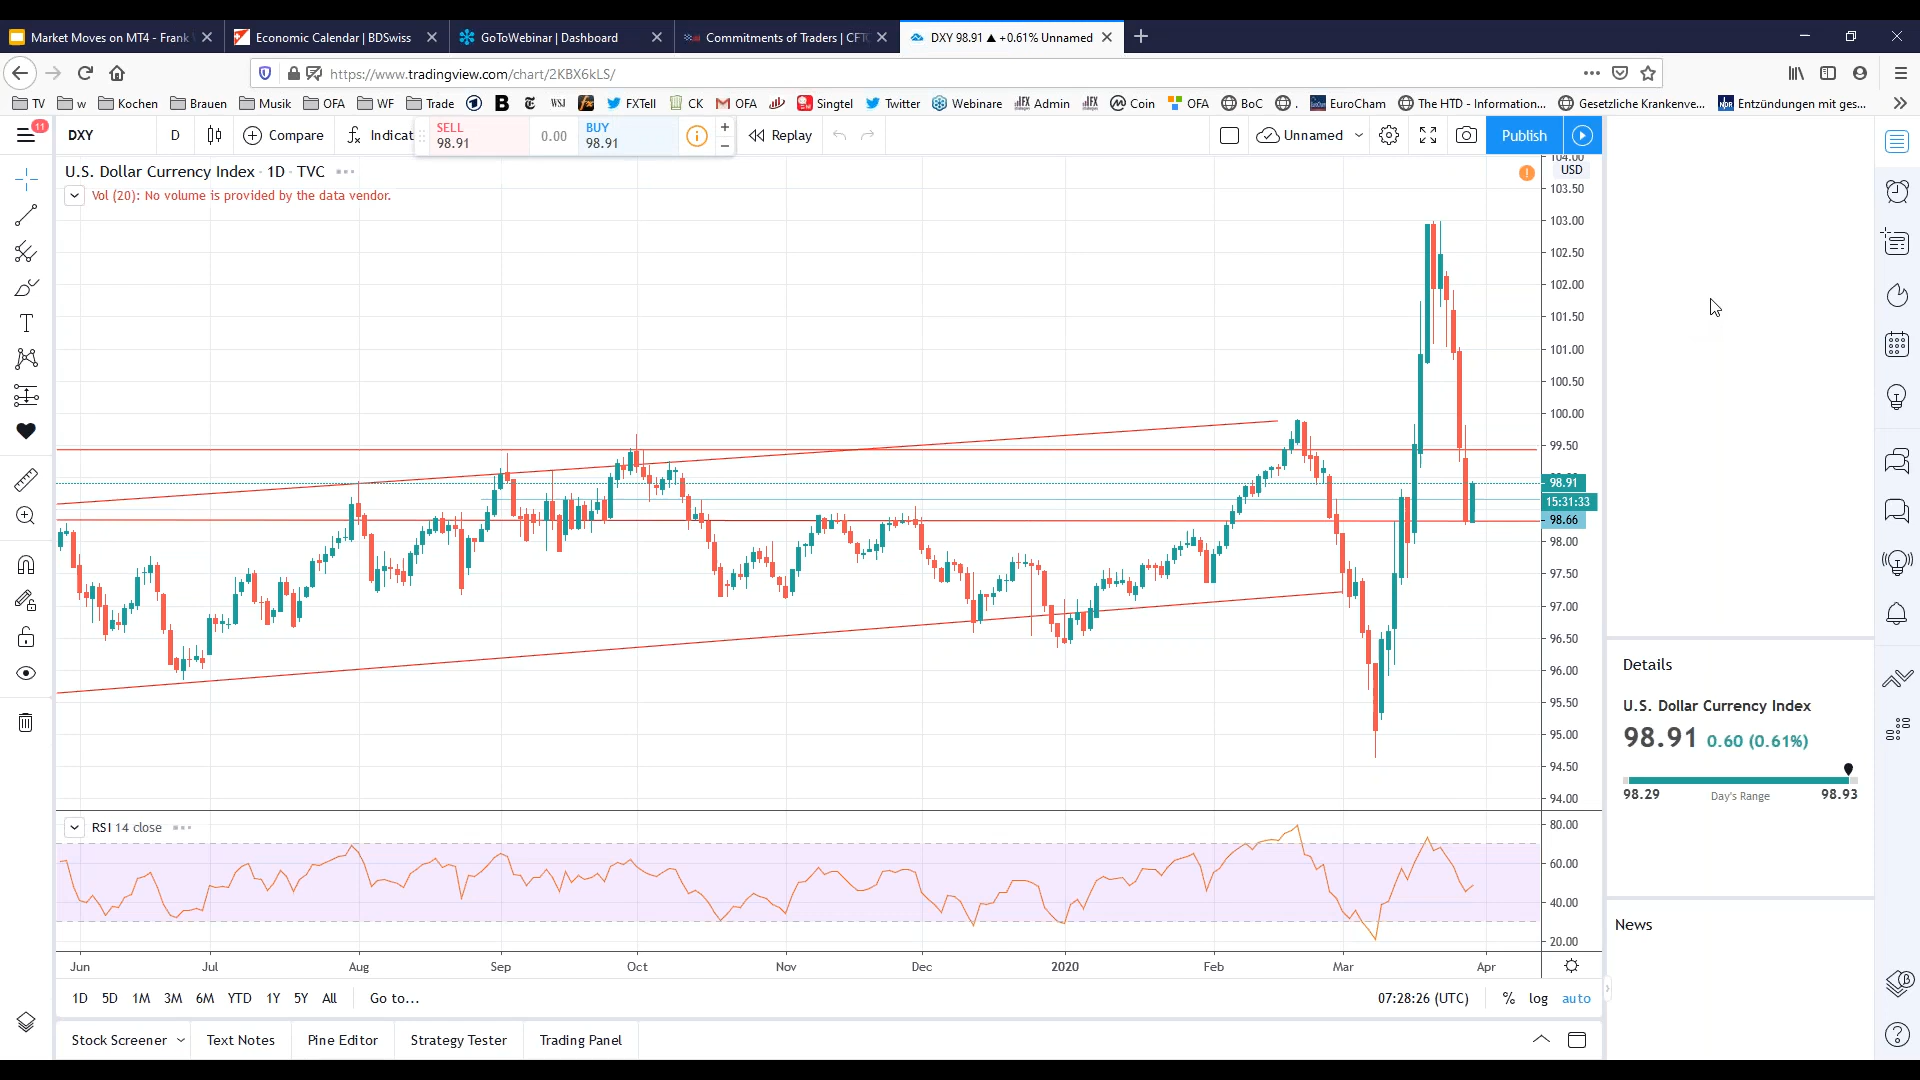 Market Moves on MT4 - Frank
Economic Calendar | BDSwiss
GoToWebinar | Dashboard
Commitments of Traders | CFTC
DXY 98.91 ▲ +0.61% Unnamed
https://www.tradingview.com/chart/2KBX6kLS/
TV w Kochen Brauen Musik OFA WF Trade B WSJ fx FXTell CK OFA Singtel Twitter Webinare Admin Coin OFA BoC . EuroCham The HTD - Information... Gesetzliche Krankenve... Entzündungen mit ges...
11
DXY D Compare Indicat
SELL
98.91
0.00
BUY
98.91
Replay
Unnamed
Publish
U.S. Dollar Currency Index · 1D · TVC
Vol (20): No volume is provided by the data vendor.
USD
104.00
103.50
103.00
102.50
102.00
101.50
101.00
100.50
100.00
99.50
98.91
15:31:33
98.66
98.00
97.50
97.00
96.50
96.00
95.50
95.00
94.50
94.00
RSI 14 close
80.00
60.00
40.00
20.00
Jun Jul Aug Sep Oct Nov Dec 2020 Feb Mar Apr
1D 5D 1M 3M 6M YTD 1Y 5Y All Go to...
07:28:26 (UTC) % log auto
Stock Screener Text Notes Pine Editor Strategy Tester Trading Panel
Details
U.S. Dollar Currency Index
98.91 0.60 (0.61%)
98.29 Day's Range 98.93
News